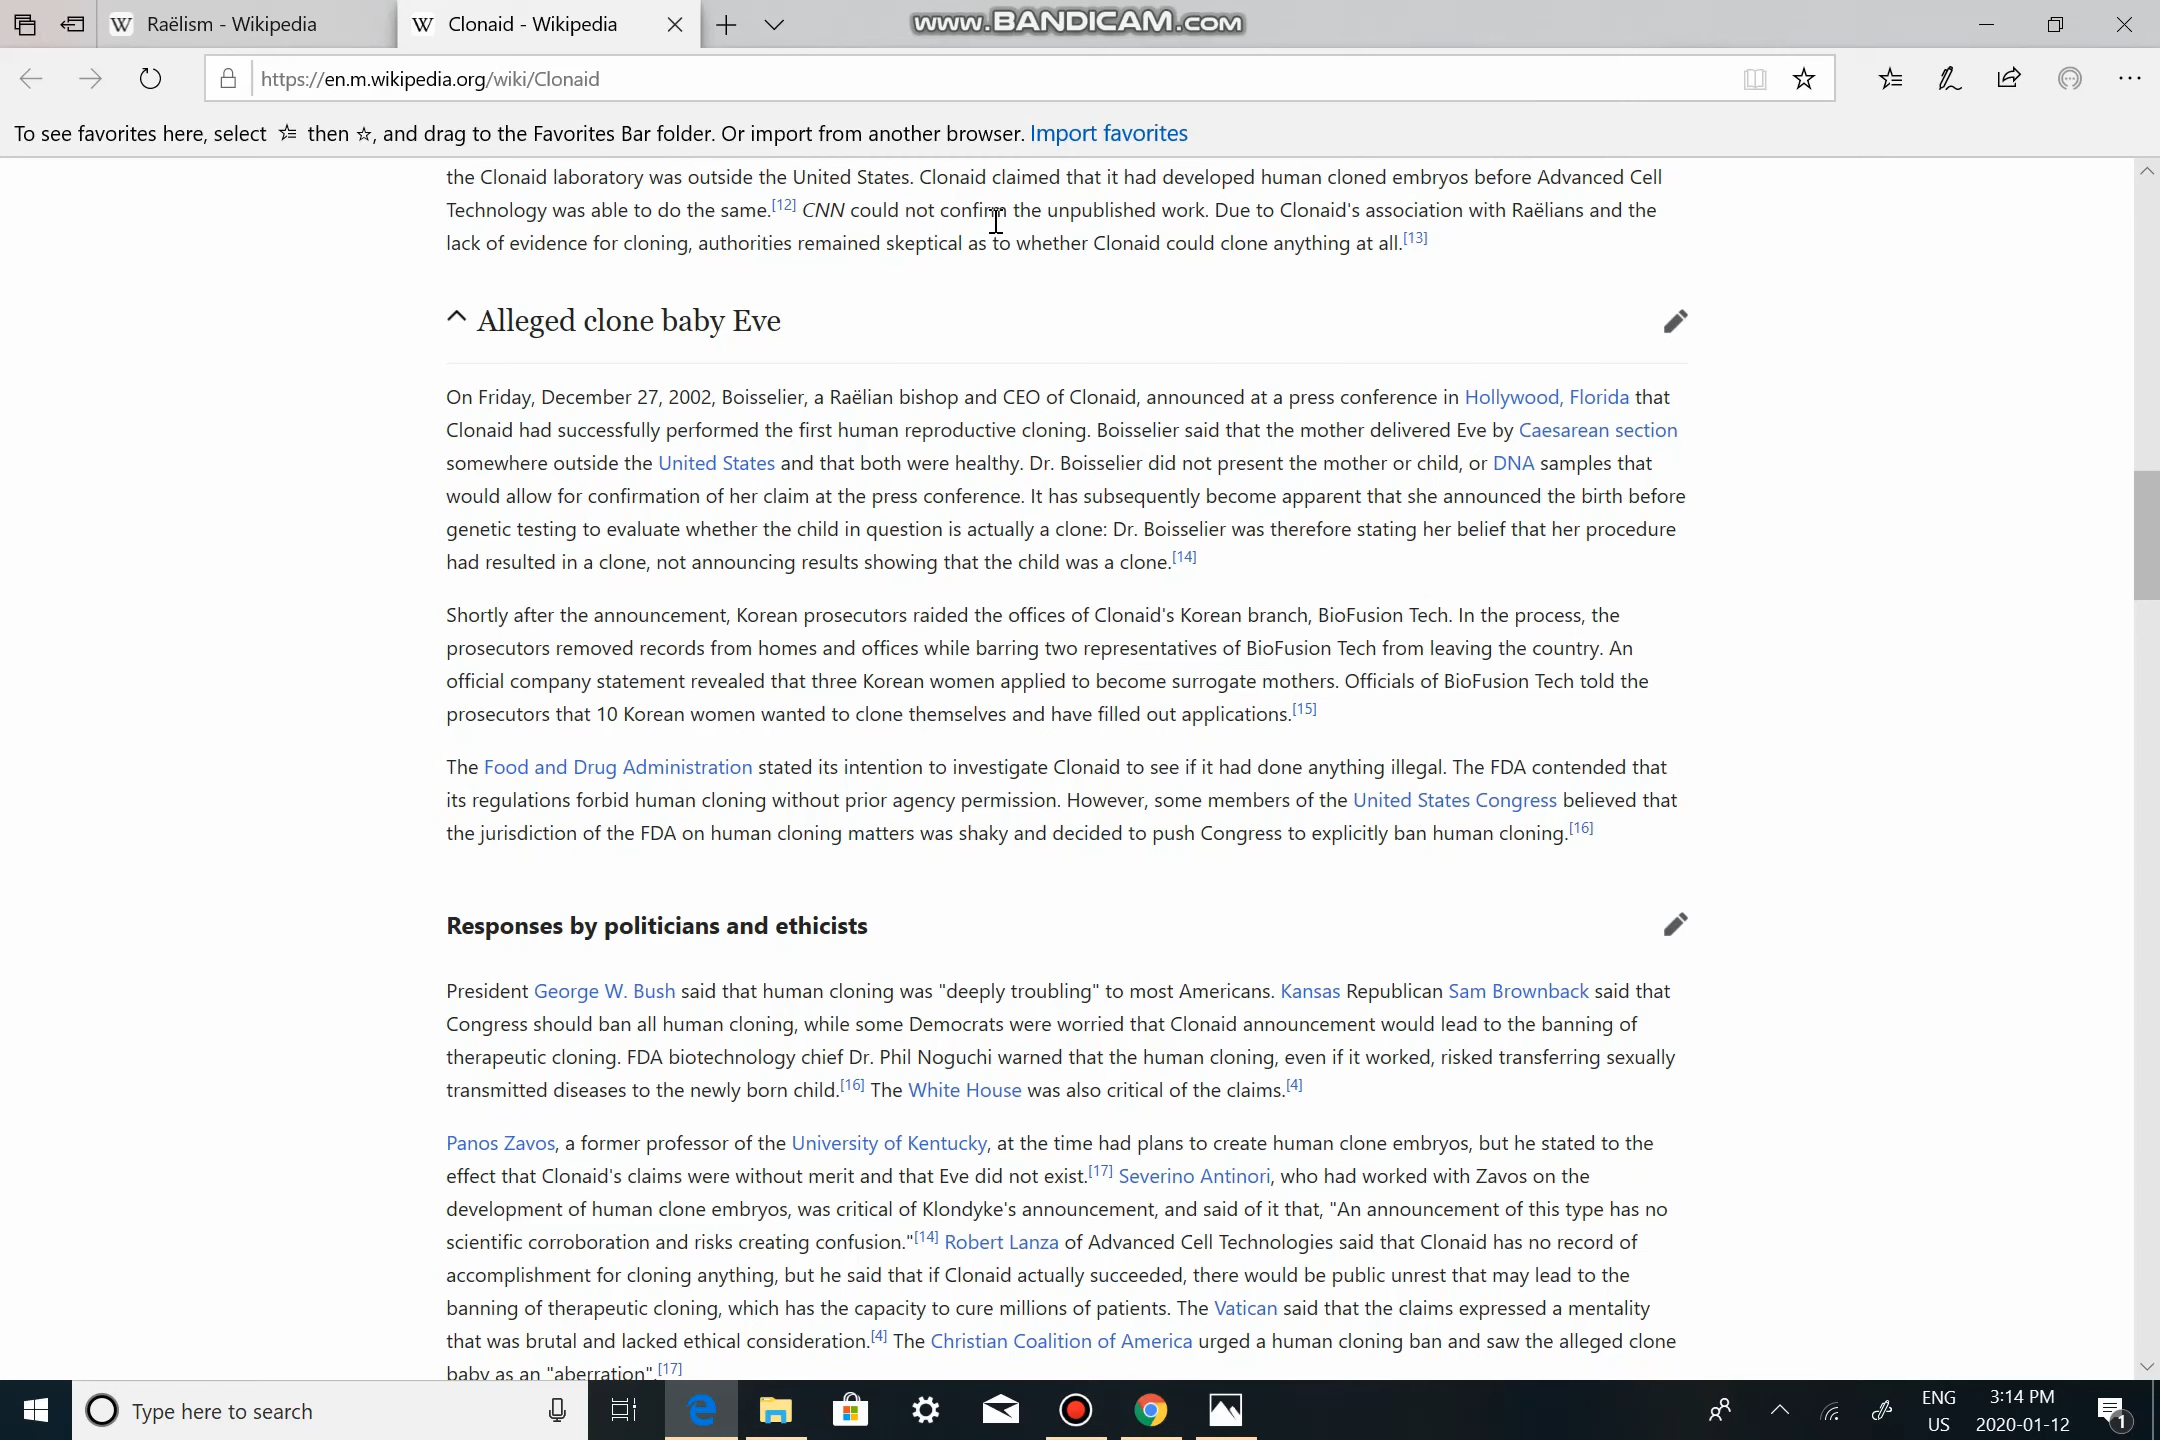 W Raëlism - Wikipedia
W Clonaid - Wikipedia
www.BANDICAM.com
https://en.m.wikipedia.org/wiki/Clonaid
To see favorites here, select then ☆, and drag to the Favorites Bar folder. Or import from another browser. Import favorites
the Clonaid laboratory was outside the United States. Clonaid claimed that it had developed human cloned embryos before Advanced Cell
Technology was able to do the same.[12] CNN could not confirm the unpublished work. Due to Clonaid's association with Raëlians and the
lack of evidence for cloning, authorities remained skeptical as to whether Clonaid could clone anything at all.[13]
Alleged clone baby Eve
On Friday, December 27, 2002, Boisselier, a Raëlian bishop and CEO of Clonaid, announced at a press conference in Hollywood, Florida that
Clonaid had successfully performed the first human reproductive cloning. Boisselier said that the mother delivered Eve by Caesarean section
somewhere outside the United States and that both were healthy. Dr. Boisselier did not present the mother or child, or DNA samples that
would allow for confirmation of her claim at the press conference. It has subsequently become apparent that she announced the birth before
genetic testing to evaluate whether the child in question is actually a clone: Dr. Boisselier was therefore stating her belief that her procedure
had resulted in a clone, not announcing results showing that the child was a clone.[14]
Shortly after the announcement, Korean prosecutors raided the offices of Clonaid's Korean branch, BioFusion Tech. In the process, the
prosecutors removed records from homes and offices while barring two representatives of BioFusion Tech from leaving the country. An
official company statement revealed that three Korean women applied to become surrogate mothers. Officials of BioFusion Tech told the
prosecutors that 10 Korean women wanted to clone themselves and have filled out applications.[15]
The Food and Drug Administration stated its intention to investigate Clonaid to see if it had done anything illegal. The FDA contended that
its regulations forbid human cloning without prior agency permission. However, some members of the United States Congress believed that
the jurisdiction of the FDA on human cloning matters was shaky and decided to push Congress to explicitly ban human cloning.[16]
Responses by politicians and ethicists
President George W. Bush said that human cloning was "deeply troubling" to most Americans. Kansas Republican Sam Brownback said that
Congress should ban all human cloning, while some Democrats were worried that Clonaid announcement would lead to the banning of
therapeutic cloning. FDA biotechnology chief Dr. Phil Noguchi warned that the human cloning, even if it worked, risked transferring sexually
transmitted diseases to the newly born child.[16] The White House was also critical of the claims.[4]
Panos Zavos, a former professor of the University of Kentucky, at the time had plans to create human clone embryos, but he stated to the
effect that Clonaid's claims were without merit and that Eve did not exist.[17] Severino Antinori, who had worked with Zavos on the
development of human clone embryos, was critical of Klondyke's announcement, and said of it that, "An announcement of this type has no
scientific corroboration and risks creating confusion."[14] Robert Lanza of Advanced Cell Technologies said that Clonaid has no record of
accomplishment for cloning anything, but he said that if Clonaid actually succeeded, there would be public unrest that may lead to the
banning of therapeutic cloning, which has the capacity to cure millions of patients. The Vatican said that the claims expressed a mentality
that was brutal and lacked ethical consideration.[4] The Christian Coalition of America urged a human cloning ban and saw the alleged clone
baby as an "aberration".[17]
Type here to search
ENG
US
3:14 PM
2020-01-12
1